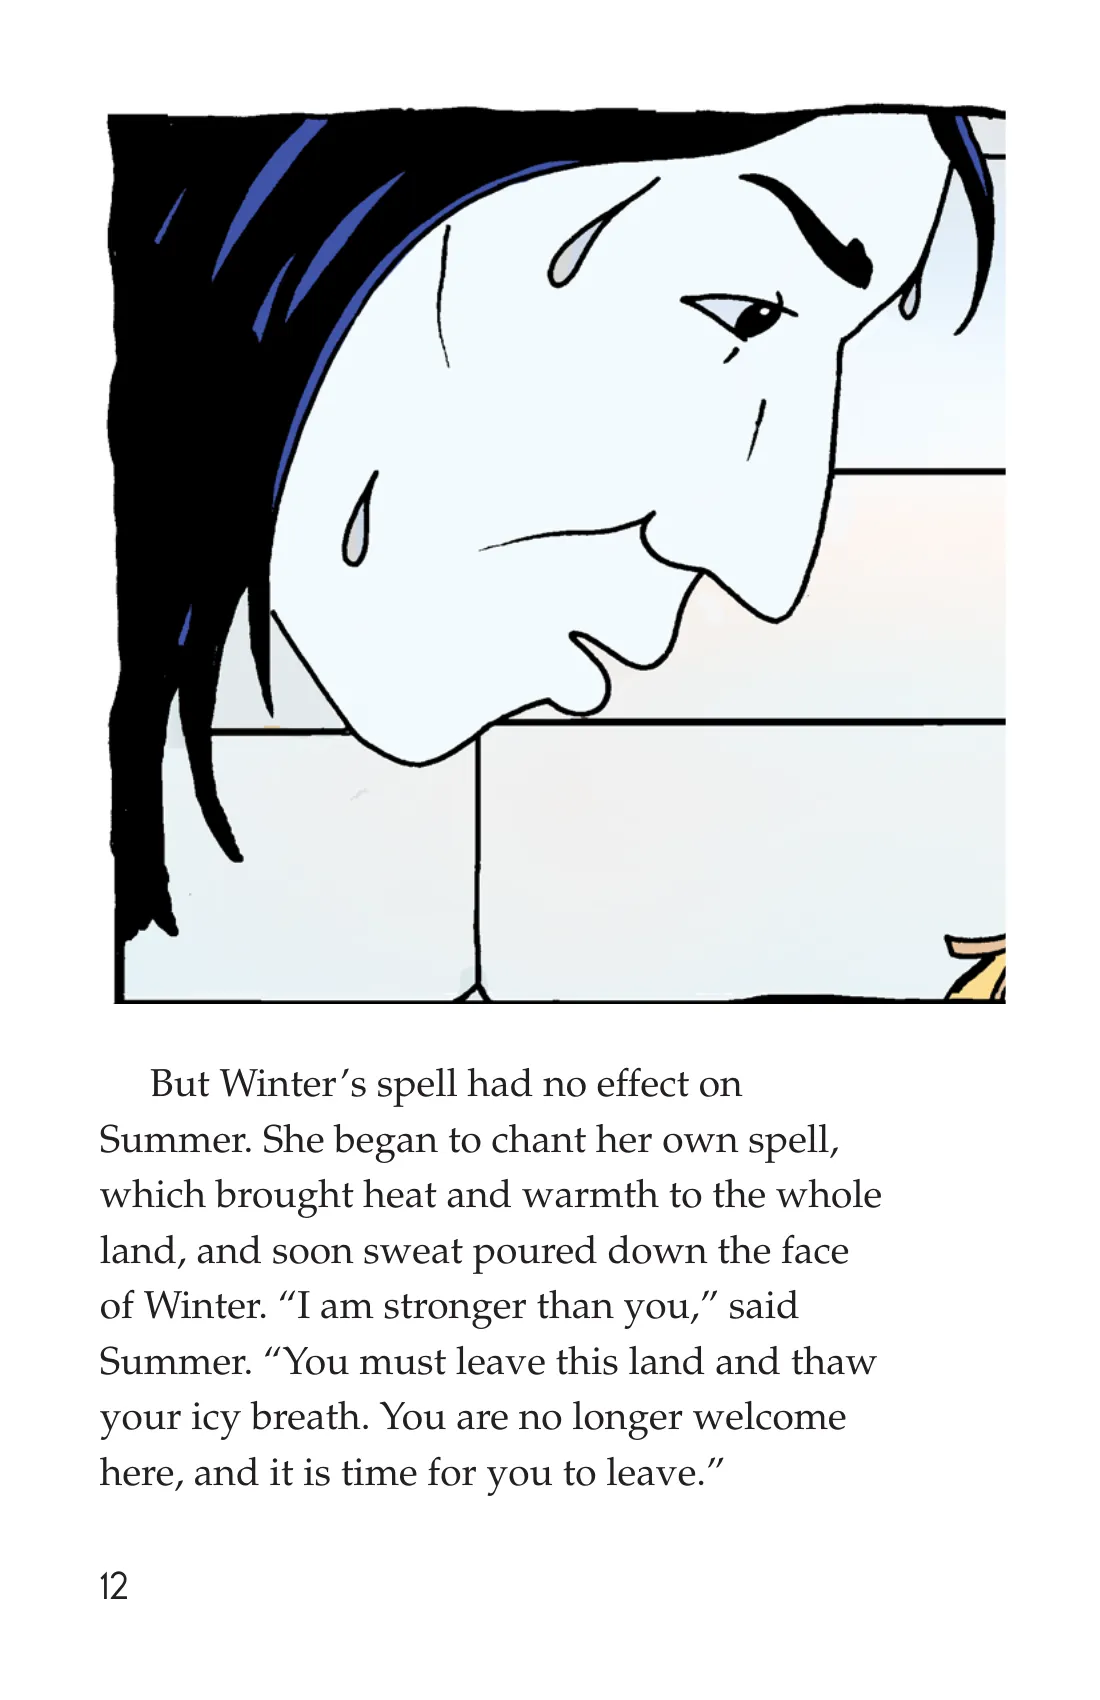 But Winter’s spell had no effect on
Summer. She began to chant her own spell,
which brought heat and warmth to the whole
land, and soon sweat poured down the face
of Winter. “I am stronger than you,” said
Summer. “You must leave this land and thaw
your icy breath. You are no longer welcome
here, and it is time for you to leave.”
12